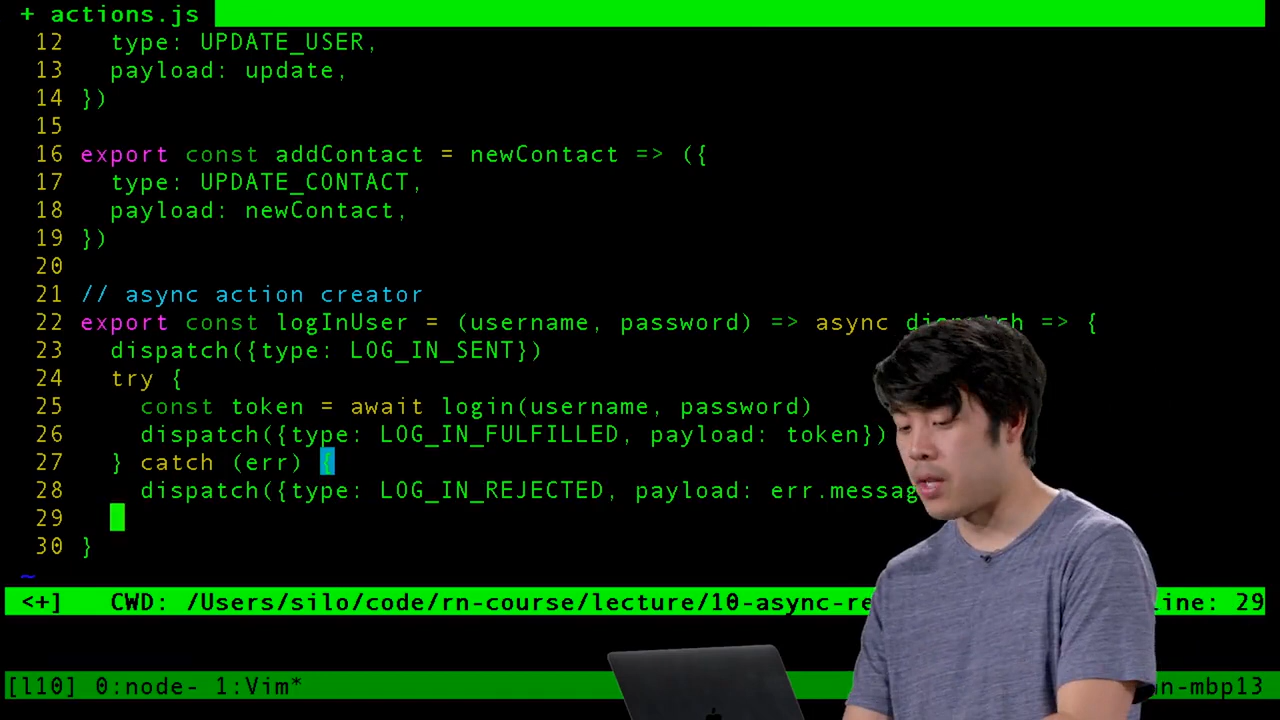 + actions.js
12 type: UPDATE_USER,
13 payload: update,
14 })
15
16 export const addContact = newContact => ({
17 type: UPDATE_CONTACT,
18 payload: newContact,
19 })
20
21 // async action creator
22 export const logInUser = (username, password) => async dispatch => {
23 dispatch({type: LOG_IN_SENT})
24 try {
25 const token = await login(username, password)
26 dispatch({type: LOG_IN_FULFILLED, payload: token})
27 } catch (err) {
28 dispatch({type: LOG_IN_REJECTED, payload: err.messag
29
30 }
~
<+] CWD: /Users/silo/code/rn-course/lecture/10-async-re line: 29
[l10] 0:node- 1:Vim* n-mbp13